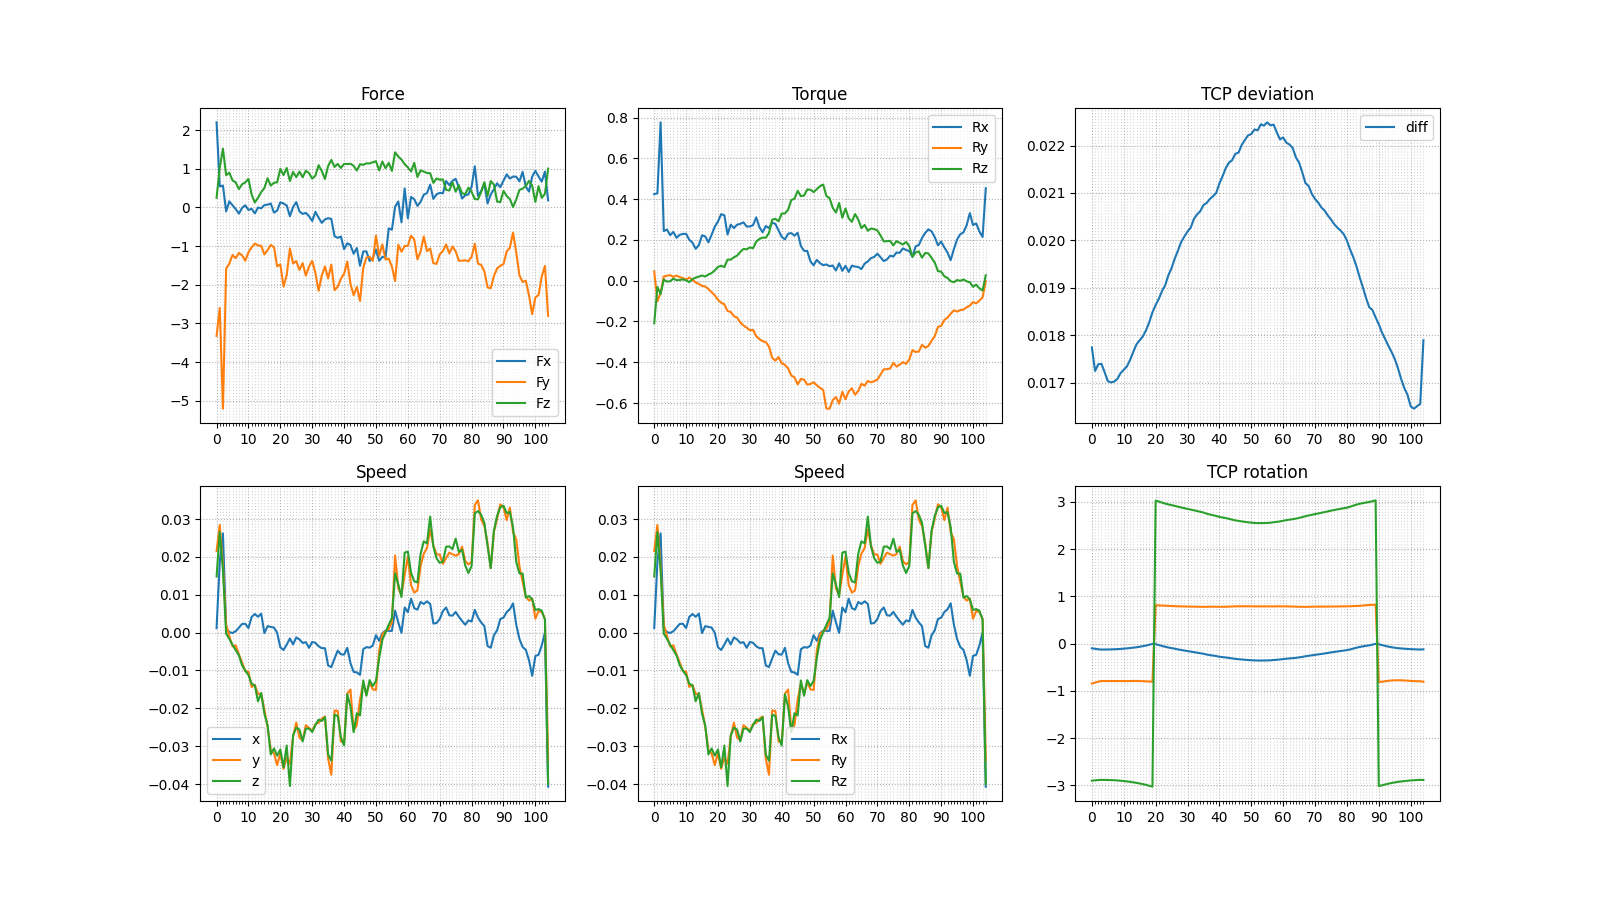 Force
2
1
0
−1
−2
−3
−4
−5
0 10 20 30 40 50 60 70 80 90 100
Fx
Fy
Fz
Torque
0.8
0.6
0.4
0.2
0.0
−0.2
−0.4
−0.6
0 10 20 30 40 50 60 70 80 90 100
Rx
Ry
Rz
TCP deviation
0.022
0.021
0.020
0.019
0.018
0.017
0 10 20 30 40 50 60 70 80 90 100
diff
Speed
0.03
0.02
0.01
0.00
−0.01
−0.02
−0.03
−0.04
0 10 20 30 40 50 60 70 80 90 100
x
y
z
Speed
0.03
0.02
0.01
0.00
−0.01
−0.02
−0.03
−0.04
0 10 20 30 40 50 60 70 80 90 100
Rx
Ry
Rz
TCP rotation
3
2
1
0
−1
−2
−3
0 10 20 30 40 50 60 70 80 90 100